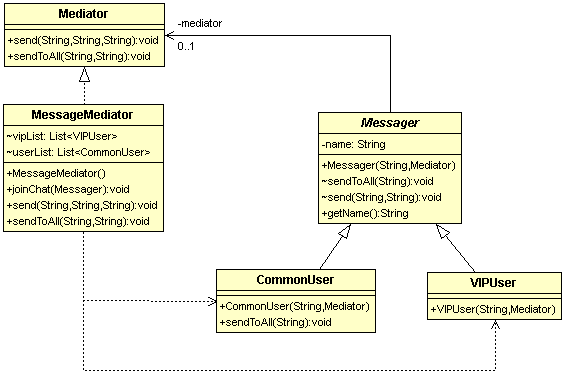 Mediator
+send(String,String,String):void
+sendToAll(String,String):void
-mediator
0..1
MessageMediator
~vipList: List<VIPUser>
~userList: List<CommonUser>
+MessageMediator()
+joinChat(Messager):void
+send(String,String,String):void
+sendToAll(String,String):void
Messager
-name: String
+Messager(String,Mediator)
~sendToAll(String):void
~send(String,String):void
+getName():String
CommonUser
+CommonUser(String,Mediator)
+sendToAll(String):void
VIPUser
+VIPUser(String,Mediator)